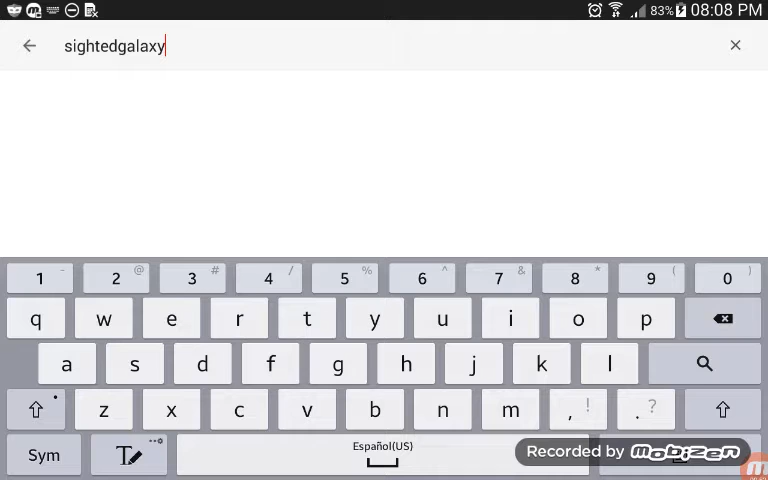 83% 08:08 PM
sightedgalaxy
1 - 2 @ 3 # 4 / 5 % 6 ^ 7 & 8 * 9 ( 0 )
q w e r t y u i o p
a s d f g h j k l
z x c v b n m , ! . ?
Sym T Español(US)
Recorded by mobizen